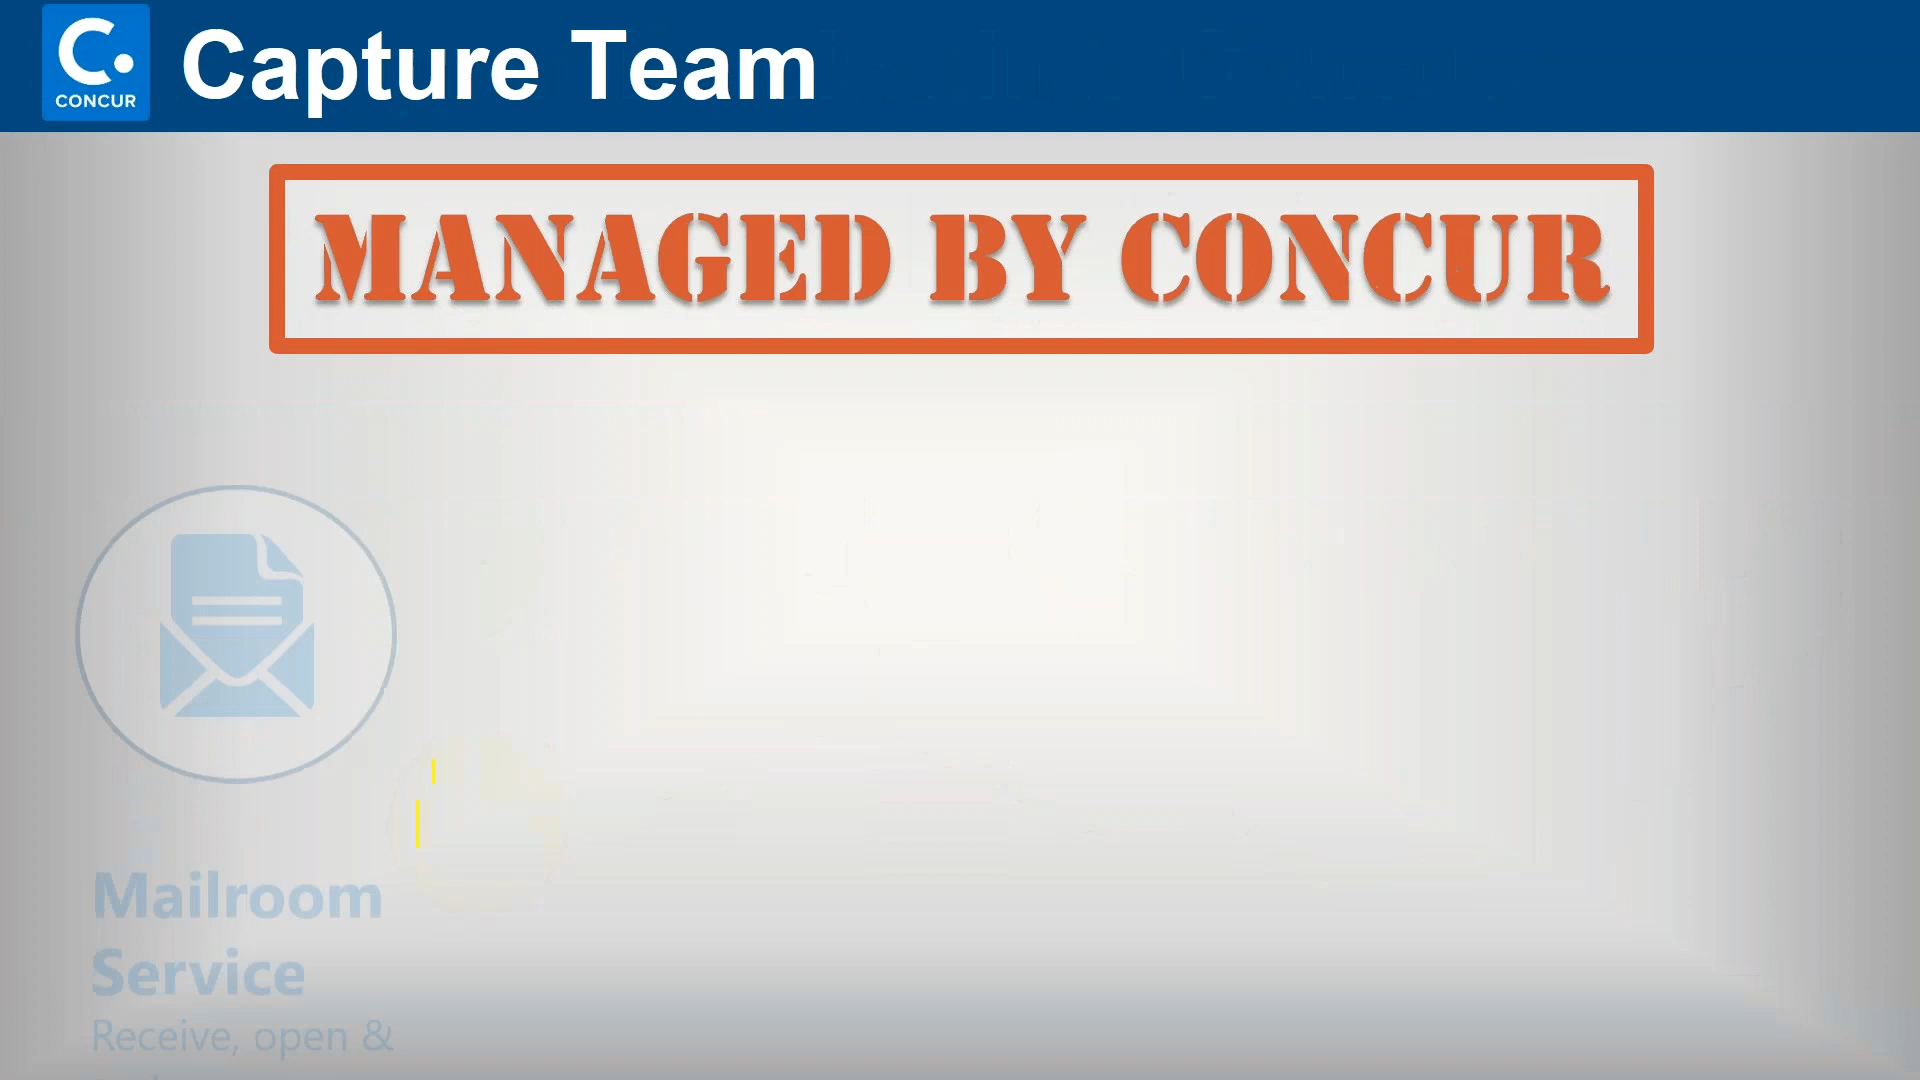 CONCUR
Capture Team
MANAGED BY CONCUR
Mailroom
Service
Receive, open &